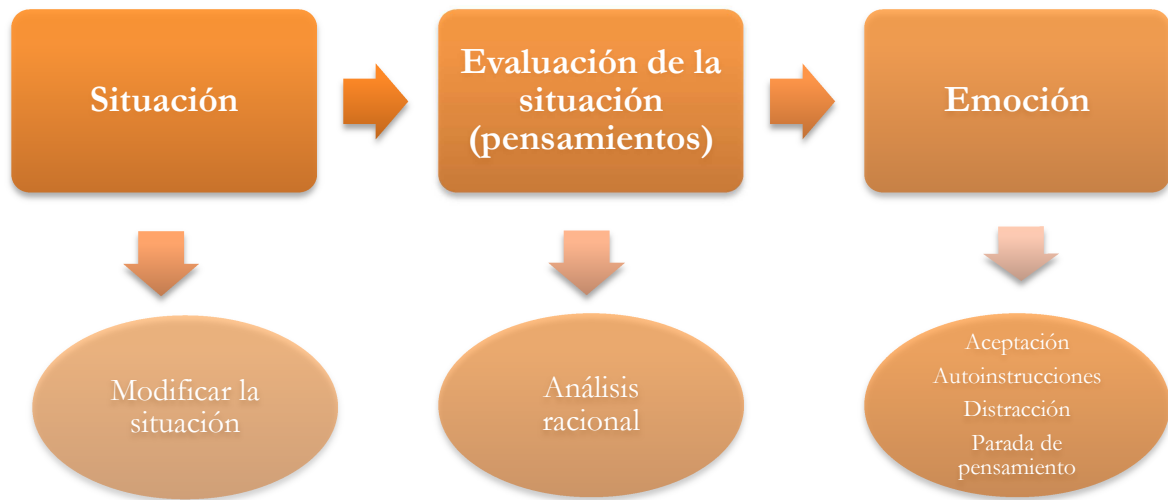 Situación
Evaluación de la
situación
(pensamientos)
Emoción
Modificar la
situación
Análisis
racional
Aceptación
Autoinstrucciones
Distracción
Parada de
pensamiento